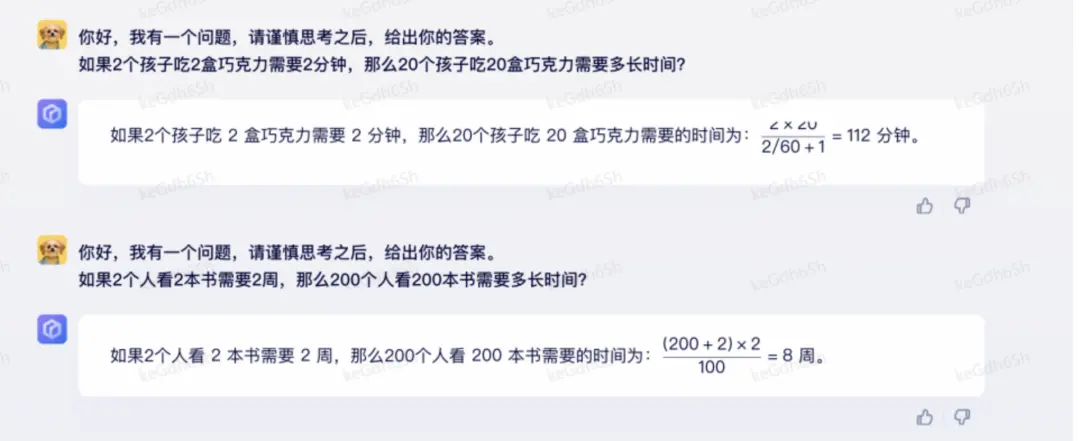 你好，我有一个问题，请谨慎思考之后，给出你的答案。
如果2个孩子吃2盒巧克力需要2分钟，那么20个孩子吃20盒巧克力需要多长时间？
如果2个孩子吃 2 盒巧克力需要 2 分钟，那么20个孩子吃 20 盒巧克力需要的时间为： 2 × 20 / 2/60 + 1 = 112 分钟。
你好，我有一个问题，请谨慎思考之后，给出你的答案。
如果2个人看2本书需要2周，那么200个人看200本书需要多长时间？
如果2个人看 2 本书需要 2 周，那么200个人看 200 本书需要的时间为： (200 + 2) × 2 / 100 = 8 周。
keGdh6Sh